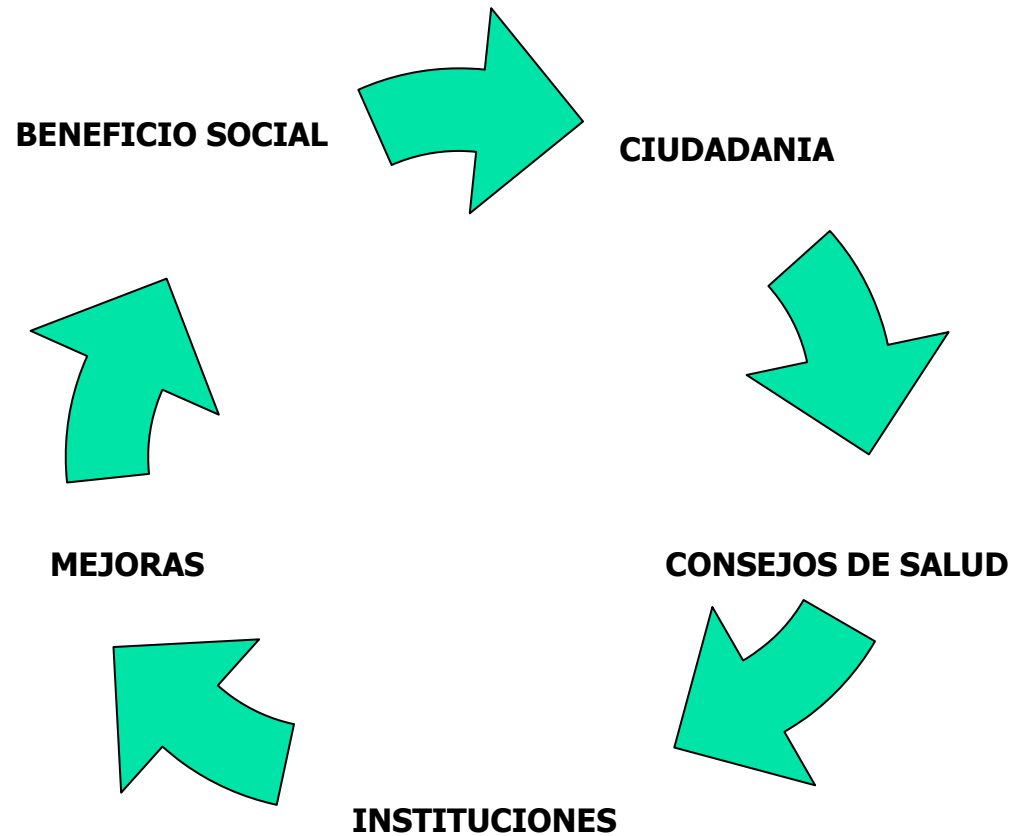 BENEFICIO SOCIAL
CIUDADANIA
MEJORAS
CONSEJOS DE SALUD
INSTITUCIONES